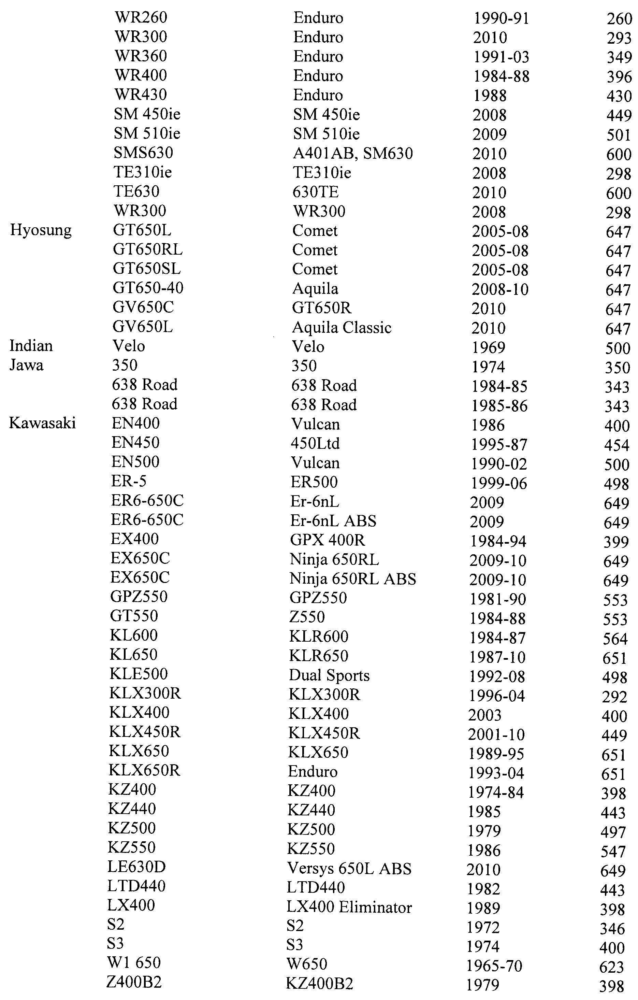 WR260 Enduro 1990-91 260
WR300 Enduro 2010 293
WR360 Enduro 1991-03 349
WR400 Enduro 1984-88 396
WR430 Enduro 1988 430
SM 450ie SM 450ie 2008 449
SM 510ie SM 510ie 2009 501
SMS630 A401AB, SM630 2010 600
TE310ie TE310ie 2008 298
TE630 630TE 2010 600
WR300 WR300 2008 298
Hyosung GT650L Comet 2005-08 647
GT650RL Comet 2005-08 647
GT650SL Comet 2005-08 647
GT650-40 Aquila 2008-10 647
GV650C GT650R 2010 647
GV650L Aquila Classic 2010 647
Indian Velo Velo 1969 500
Jawa 350 350 1974 350
638 Road 638 Road 1984-85 343
638 Road 638 Road 1985-86 343
Kawasaki EN400 Vulcan 1986 400
EN450 450Ltd 1995-87 454
EN500 Vulcan 1990-02 500
ER-5 ER500 1999-06 498
ER6-650C Er-6nL 2009 649
ER6-650C Er-6nL ABS 2009 649
EX400 GPX 400R 1984-94 399
EX650C Ninja 650RL 2009-10 649
EX650C Ninja 650RL ABS 2009-10 649
GPZ550 GPZ550 1981-90 553
GT550 Z550 1984-88 553
KL600 KLR600 1984-87 564
KL650 KLR650 1987-10 651
KLE500 Dual Sports 1992-08 498
KLX300R KLX300R 1996-04 292
KLX400 KLX400 2003 400
KLX450R KLX450R 2001-10 449
KLX650 KLX650 1989-95 651
KLX650R Enduro 1993-04 651
KZ400 KZ400 1974-84 398
KZ440 KZ440 1985 443
KZ500 KZ500 1979 497
KZ550 KZ550 1986 547
LE630D Versys 650L ABS 2010 649
LTD440 LTD440 1982 443
LX400 LX400 Eliminator 1989 398
S2 S2 1972 346
S3 S3 1974 400
W1 650 W650 1965-70 623
Z400B2 KZ400B2 1979 398